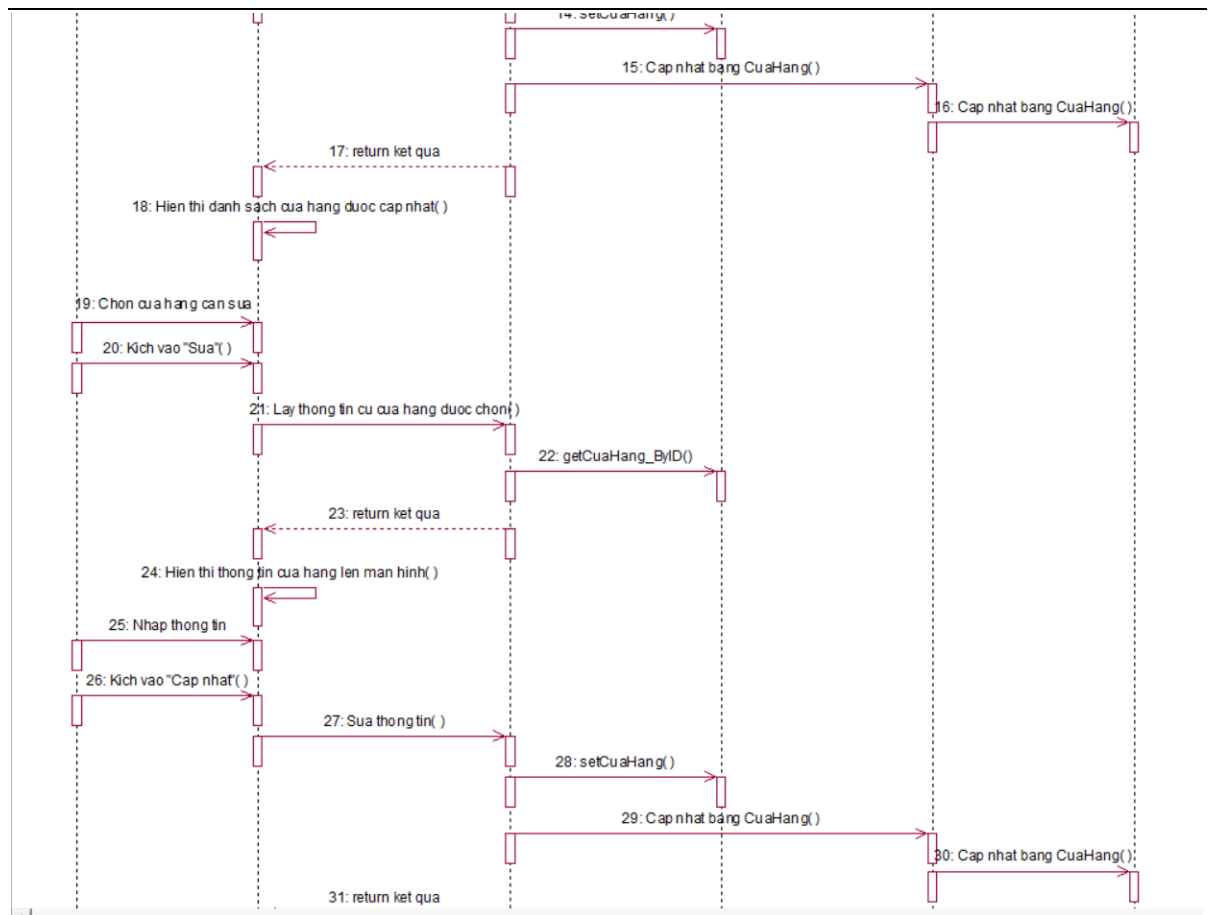 14: setCuaHang()
15: Cap nhat bang CuaHang( )
16: Cap nhat bang CuaHang( )
17: return ket qua
18: Hien thi danh sach cua hang duoc cap nhat( )
19: Chon cua hang can sua
20: Kich vao "Sua"( )
21: Lay thong tin cu cua hang duoc chon( )
22: getCuaHang_ByID()
23: return ket qua
24: Hien thi thong tin cua hang len man hinh( )
25: Nhap thong tin
26: Kich vao "Cap nhat"( )
27: Sua thong tin( )
28: setCuaHang( )
29: Cap nhat bang CuaHang( )
30: Cap nhat bang CuaHang( )
31: return ket qua